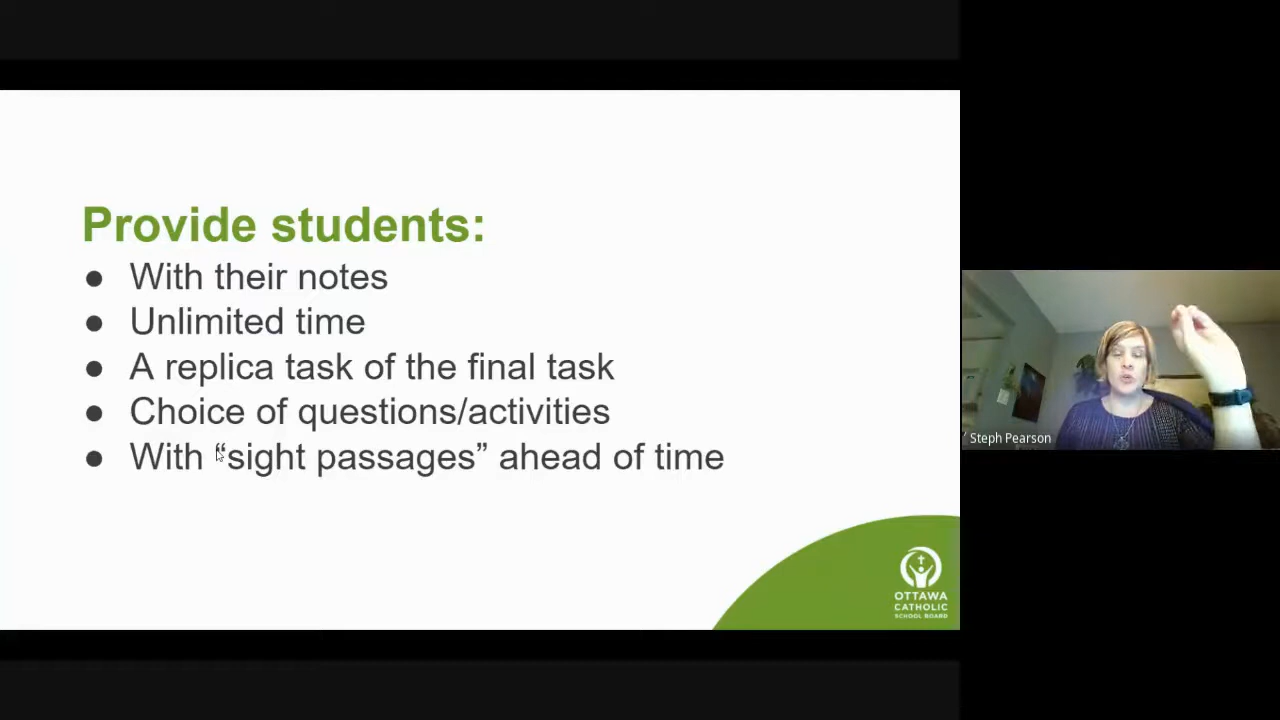 Provide students:
● With their notes
● Unlimited time
● A replica task of the final task
● Choice of questions/activities
● With “sight passages” ahead of time
Steph Pearson
OTTAWA
CATHOLIC
SCHOOL BOARD